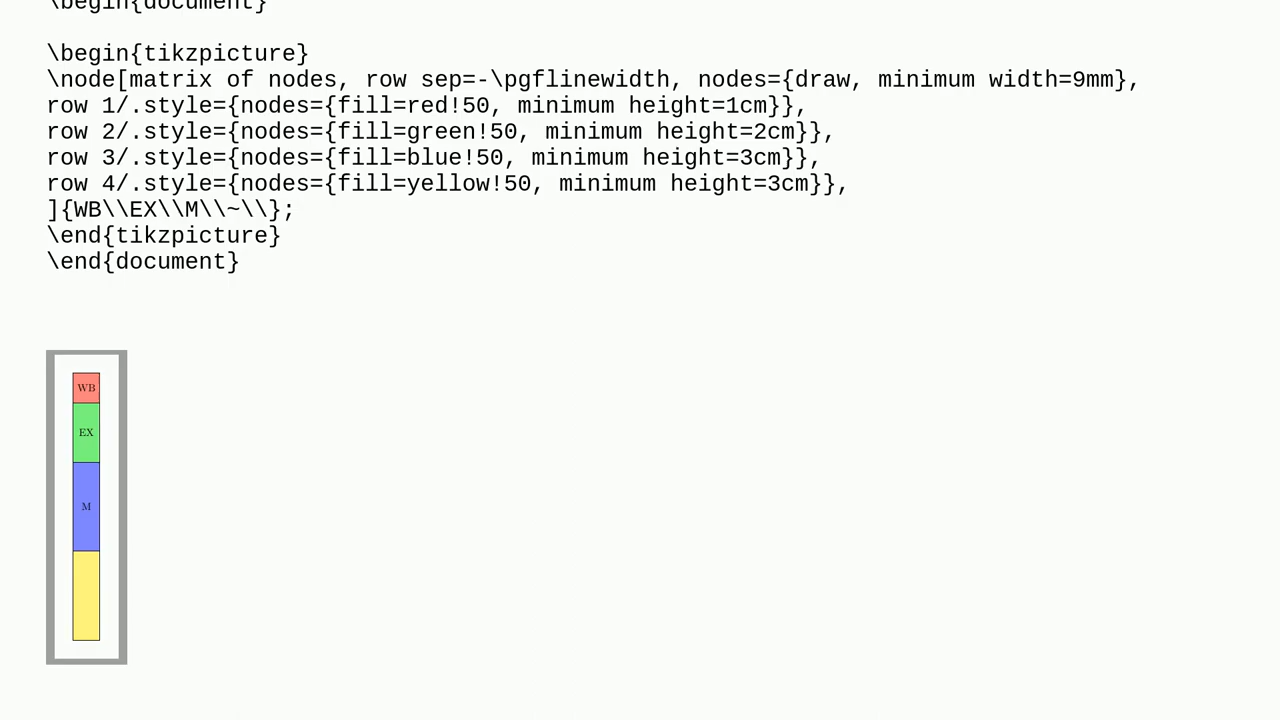 \begin{document}
\begin{tikzpicture}
\node[matrix of nodes, row sep=-\pgflinewidth, nodes={draw, minimum width=9mm},
row 1/.style={nodes={fill=red!50, minimum height=1cm}},
row 2/.style={nodes={fill=green!50, minimum height=2cm}},
row 3/.style={nodes={fill=blue!50, minimum height=3cm}},
row 4/.style={nodes={fill=yellow!50, minimum height=3cm}},
]{WB\\EX\\M\\~\\};
\end{tikzpicture}
\end{document}
WB
EX
M